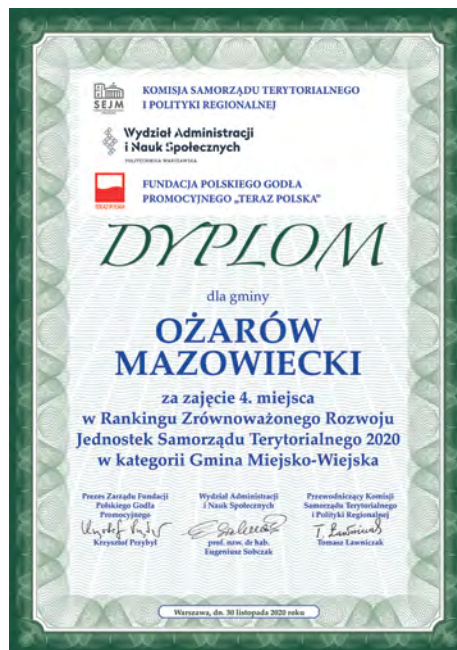 SEJM
KOMISJA SAMORZĄDU TERYTORIALNEGO
I POLITYKI REGIONALNEJ
Wydział Administracji
i Nauk Społecznych
POLITECHNIKA WARSZAWSKA
TERAZ POLSKA
FUNDACJA POLSKIEGO GODŁA
PROMOCYJNEGO „TERAZ POLSKA”
DYPLOM
dla gminy
OŻARÓW
MAZOWIECKI
za zajęcie 4. miejsca
w Rankingu Zrównoważonego Rozwoju
Jednostek Samorządu Terytorialnego 2020
w kategorii Gmina Miejsko-Wiejska
Prezes Zarządu Fundacji
Polskiego Godła
Promocyjnego
Krzysztof Przybył
Wydział Administracji
i Nauk Społecznych
prof. nzw. dr hab.
Eugeniusz Sobczak
Przewodniczący Komisji
Samorządu Terytorialnego
i Polityki Regionalnej
Tomasz Ławniczak
Warszawa, dn. 30 listopada 2020 roku